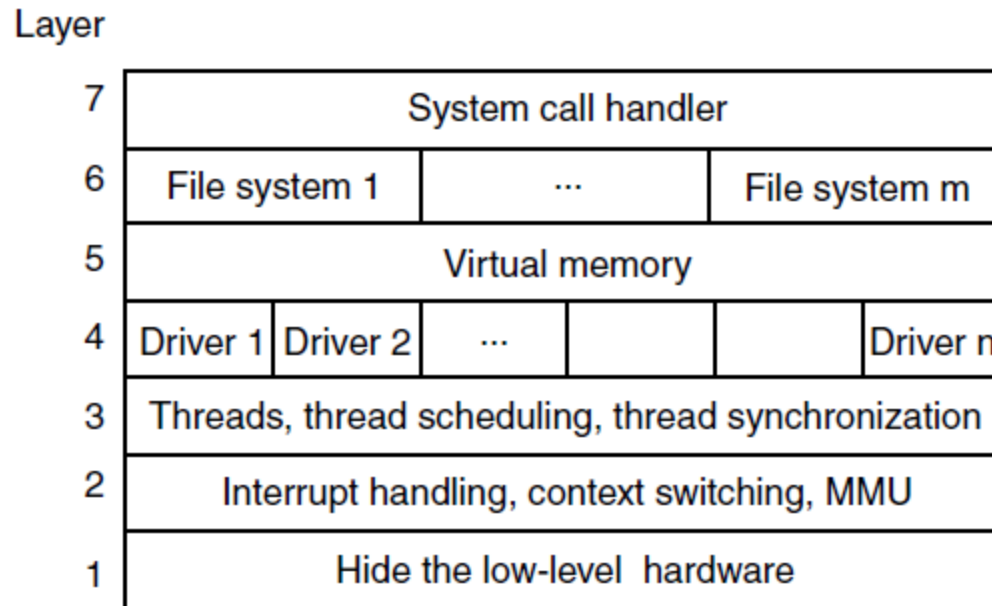 Layer
7 System call handler
6 File system 1 ... File system m
5 Virtual memory
4 Driver 1 Driver 2 ... Driver n
3 Threads, thread scheduling, thread synchronization
2 Interrupt handling, context switching, MMU
1 Hide the low-level hardware